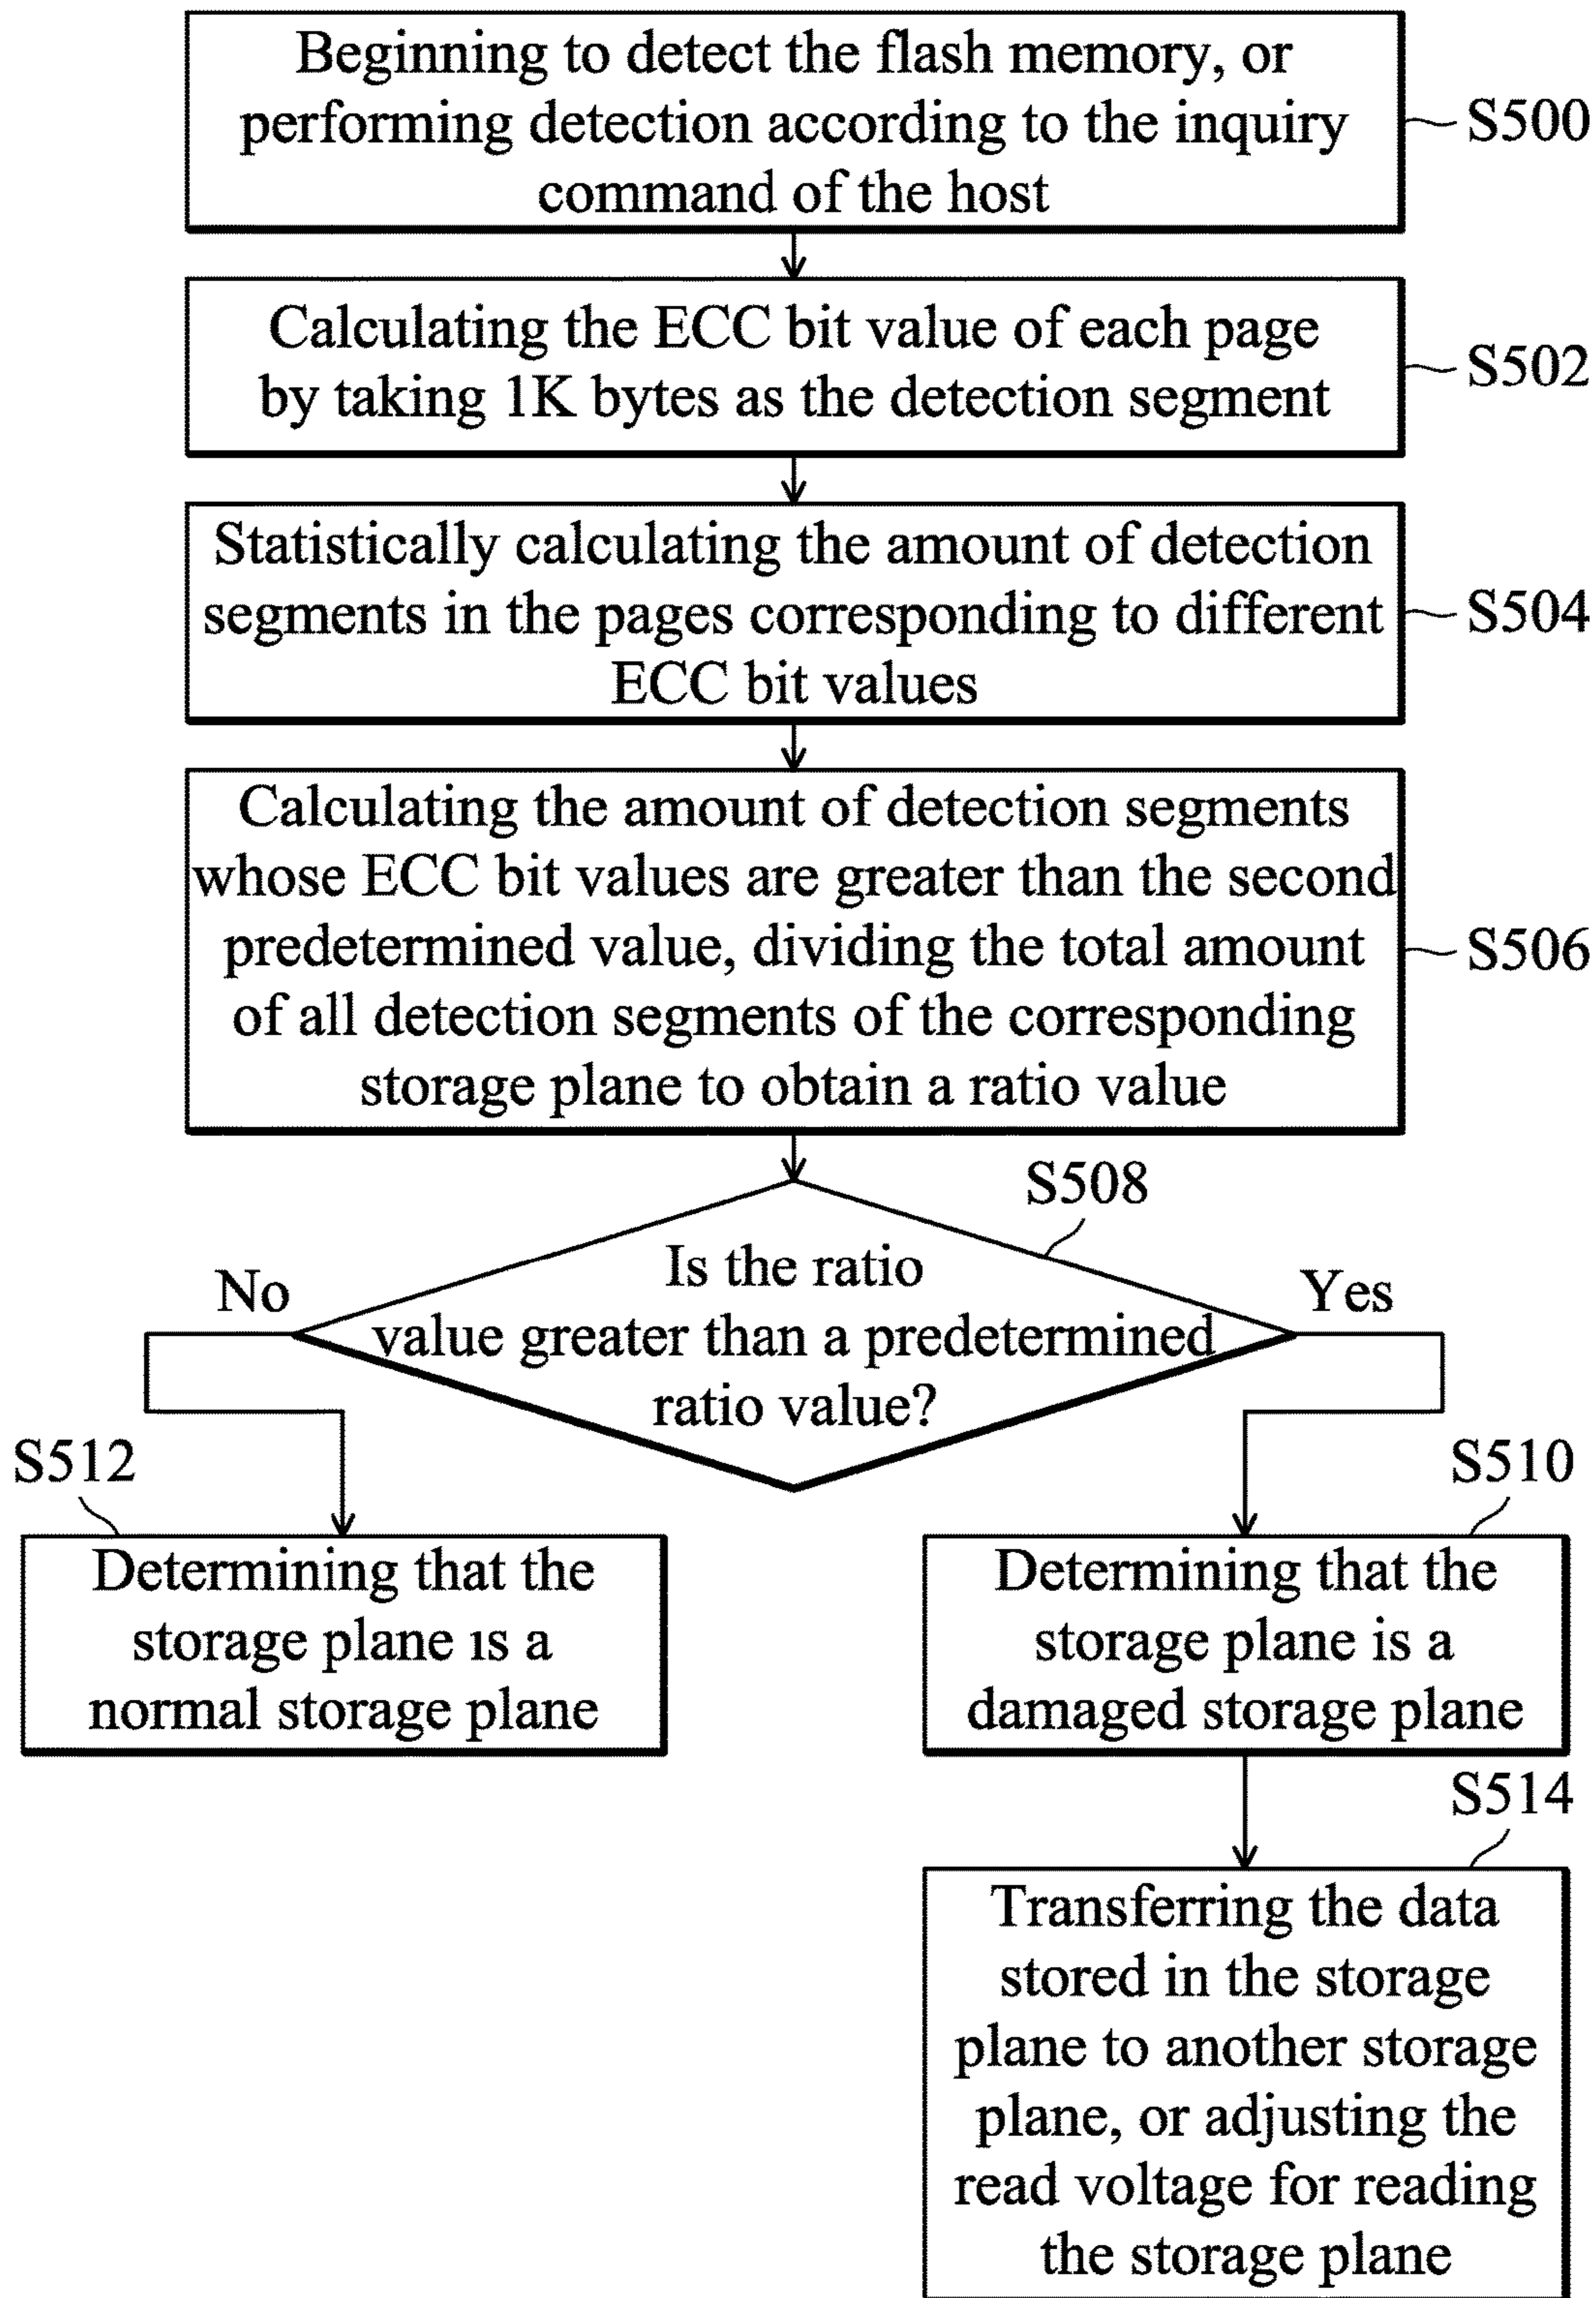 Beginning to detect the flash memory, or
performing detection according to the inquiry
command of the host
S500
Calculating the ECC bit value of each page
by taking 1K bytes as the detection segment
S502
Statistically calculating the amount of detection
segments in the pages corresponding to different
ECC bit values
S504
Calculating the amount of detection segments
whose ECC bit values are greater than the second
predetermined value, dividing the total amount
of all detection segments of the corresponding
storage plane to obtain a ratio value
S506
S508
Is the ratio
value greater than a predetermined
ratio value?
No
Yes
S512
Determining that the
storage plane is a
normal storage plane
S510
Determining that the
storage plane is a
damaged storage plane
S514
Transferring the data
stored in the storage
plane to another storage
plane, or adjusting the
read voltage for reading
the storage plane